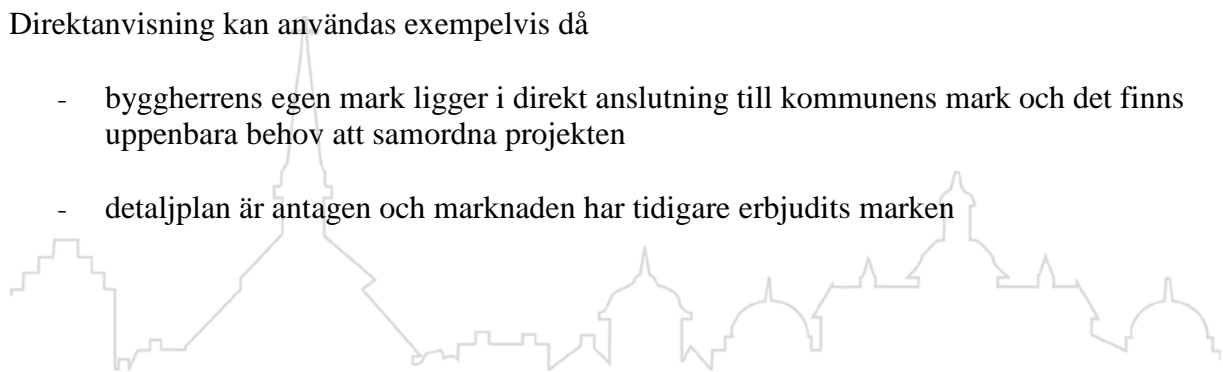 Direktanvisning kan användas exempelvis då
- byggherrens egen mark ligger i direkt anslutning till kommunens mark och det finns
uppenbara behov att samordna projekten
- detaljplan är antagen och marknaden har tidigare erbjudits marken